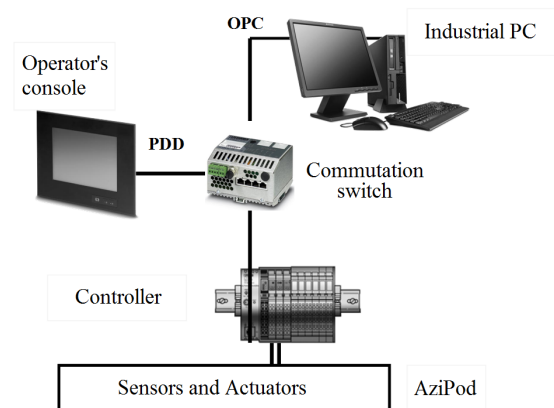 OPC
Industrial PC
Operator's
console
PDD
Commutation
switch
Controller
Sensors and Actuators
AziPod